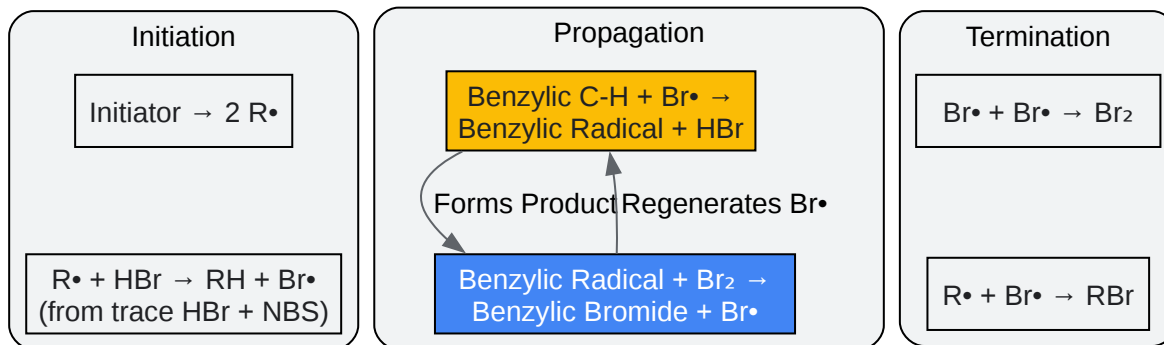 Initiation
Initiator → 2 R•
R• + HBr → RH + Br•
(from trace HBr + NBS)
Propagation
Benzylic C-H + Br• →
Benzylic Radical + HBr
Forms Product
Regenerates Br•
Benzylic Radical + Br₂ →
Benzylic Bromide + Br•
Termination
Br• + Br• → Br₂
R• + Br• → RBr